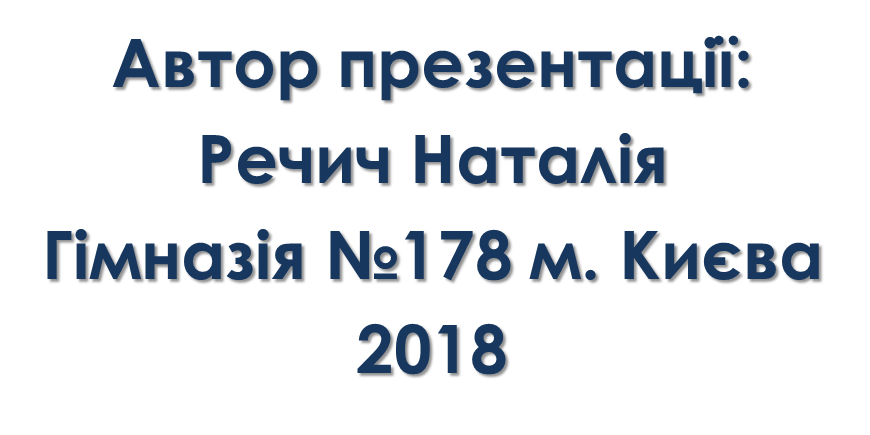 Автор презентації:
Речич Наталія
Гімназія №178 м. Києва
2018